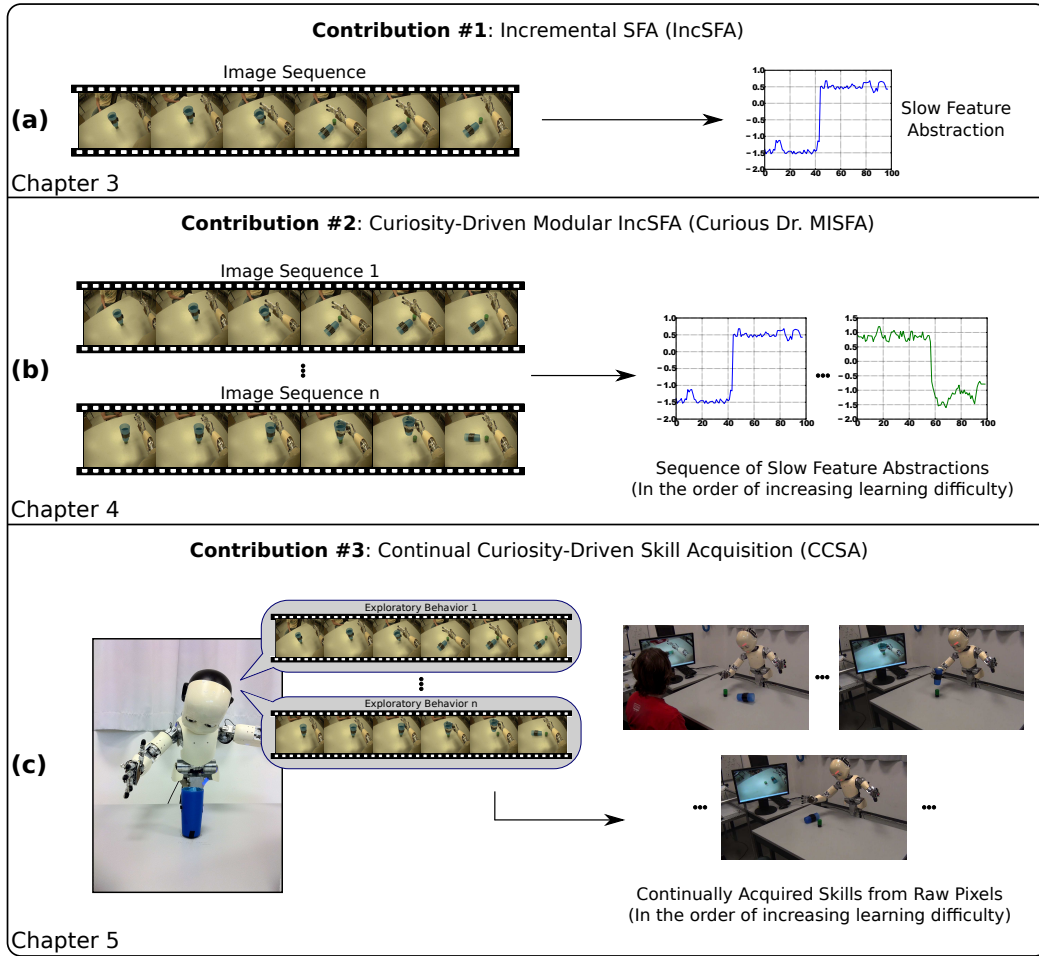 Contribution #1: Incremental SFA (IncSFA)
Image Sequence
(a)
1.0
0.5
0.0
−0.5
−1.0
−1.5
−2.0
0 20 40 60 80 100
Slow Feature
Abstraction
Chapter 3
Contribution #2: Curiosity-Driven Modular IncSFA (Curious Dr. MISFA)
Image Sequence 1
(b)
Image Sequence n
1.0
0.5
0.0
−0.5
−1.0
−1.5
−2.0
0 20 40 60 80 100
1.5
1.0
0.5
0.0
−0.5
−1.0
−1.5
−2.0
0 20 40 60 80 100
Sequence of Slow Feature Abstractions
(In the order of increasing learning difficulty)
Chapter 4
Contribution #3: Continual Curiosity-Driven Skill Acquisition (CCSA)
Exploratory Behavior 1
Exploratory Behavior n
(c)
Continually Acquired Skills from Raw Pixels
(In the order of increasing learning difficulty)
Chapter 5